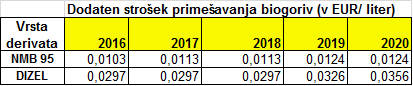 Dodaten strošek primešavanja biogoriv (v EUR/ liter)
Vrsta derivata 2016 2017 2018 2019 2020
NMB 95 0,0103 0,0113 0,0113 0,0124 0,0124
DIZEL 0,0297 0,0297 0,0297 0,0326 0,0356